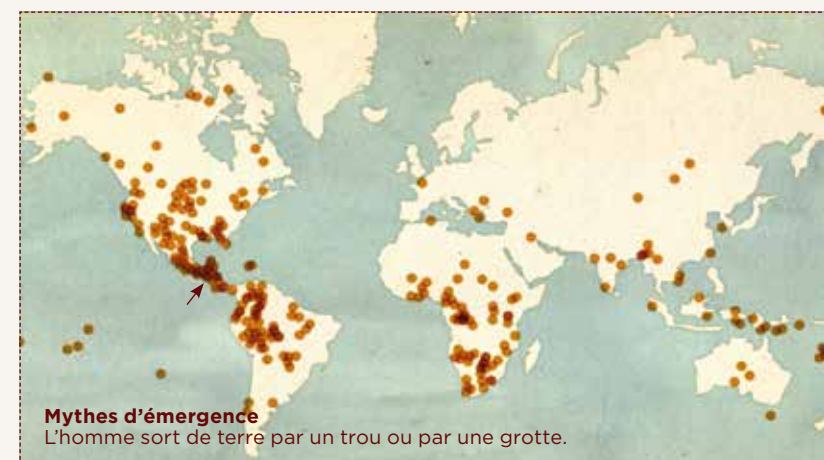 Mythes d’émergence
L’homme sort de terre par un trou ou par une grotte.